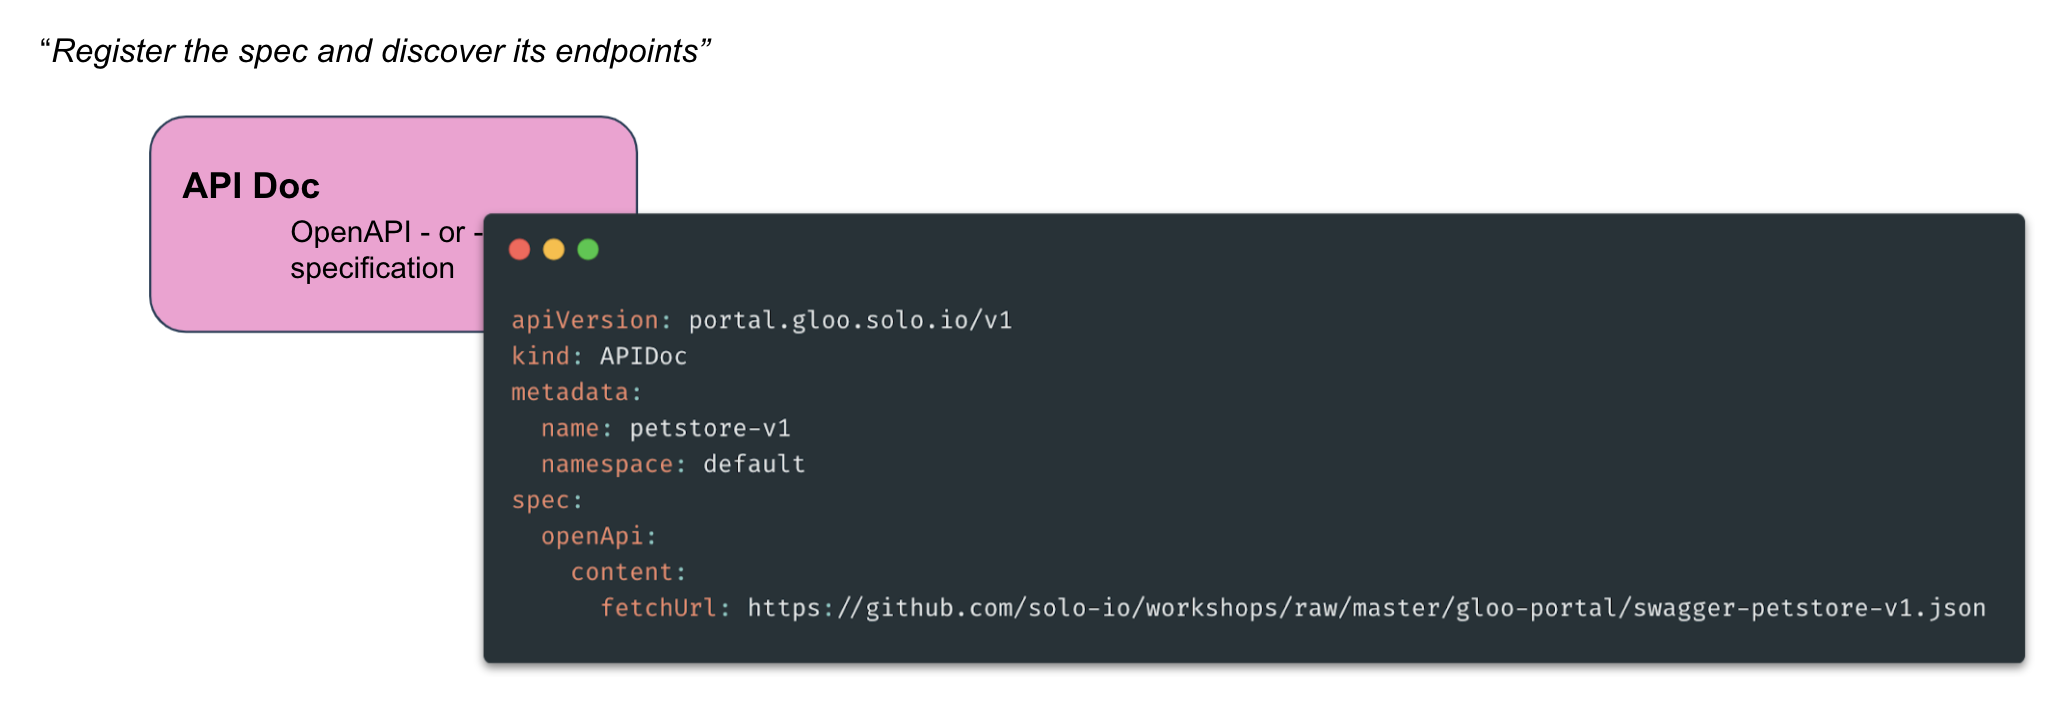 “Register the spec and discover its endpoints”
API Doc
OpenAPI - or -
specification
apiVersion: portal.gloo.solo.io/v1
kind: APIDoc
metadata:
  name: petstore-v1
  namespace: default
spec:
  openApi:
    content:
      fetchUrl: https://github.com/solo-io/workshops/raw/master/gloo-portal/swagger-petstore-v1.json